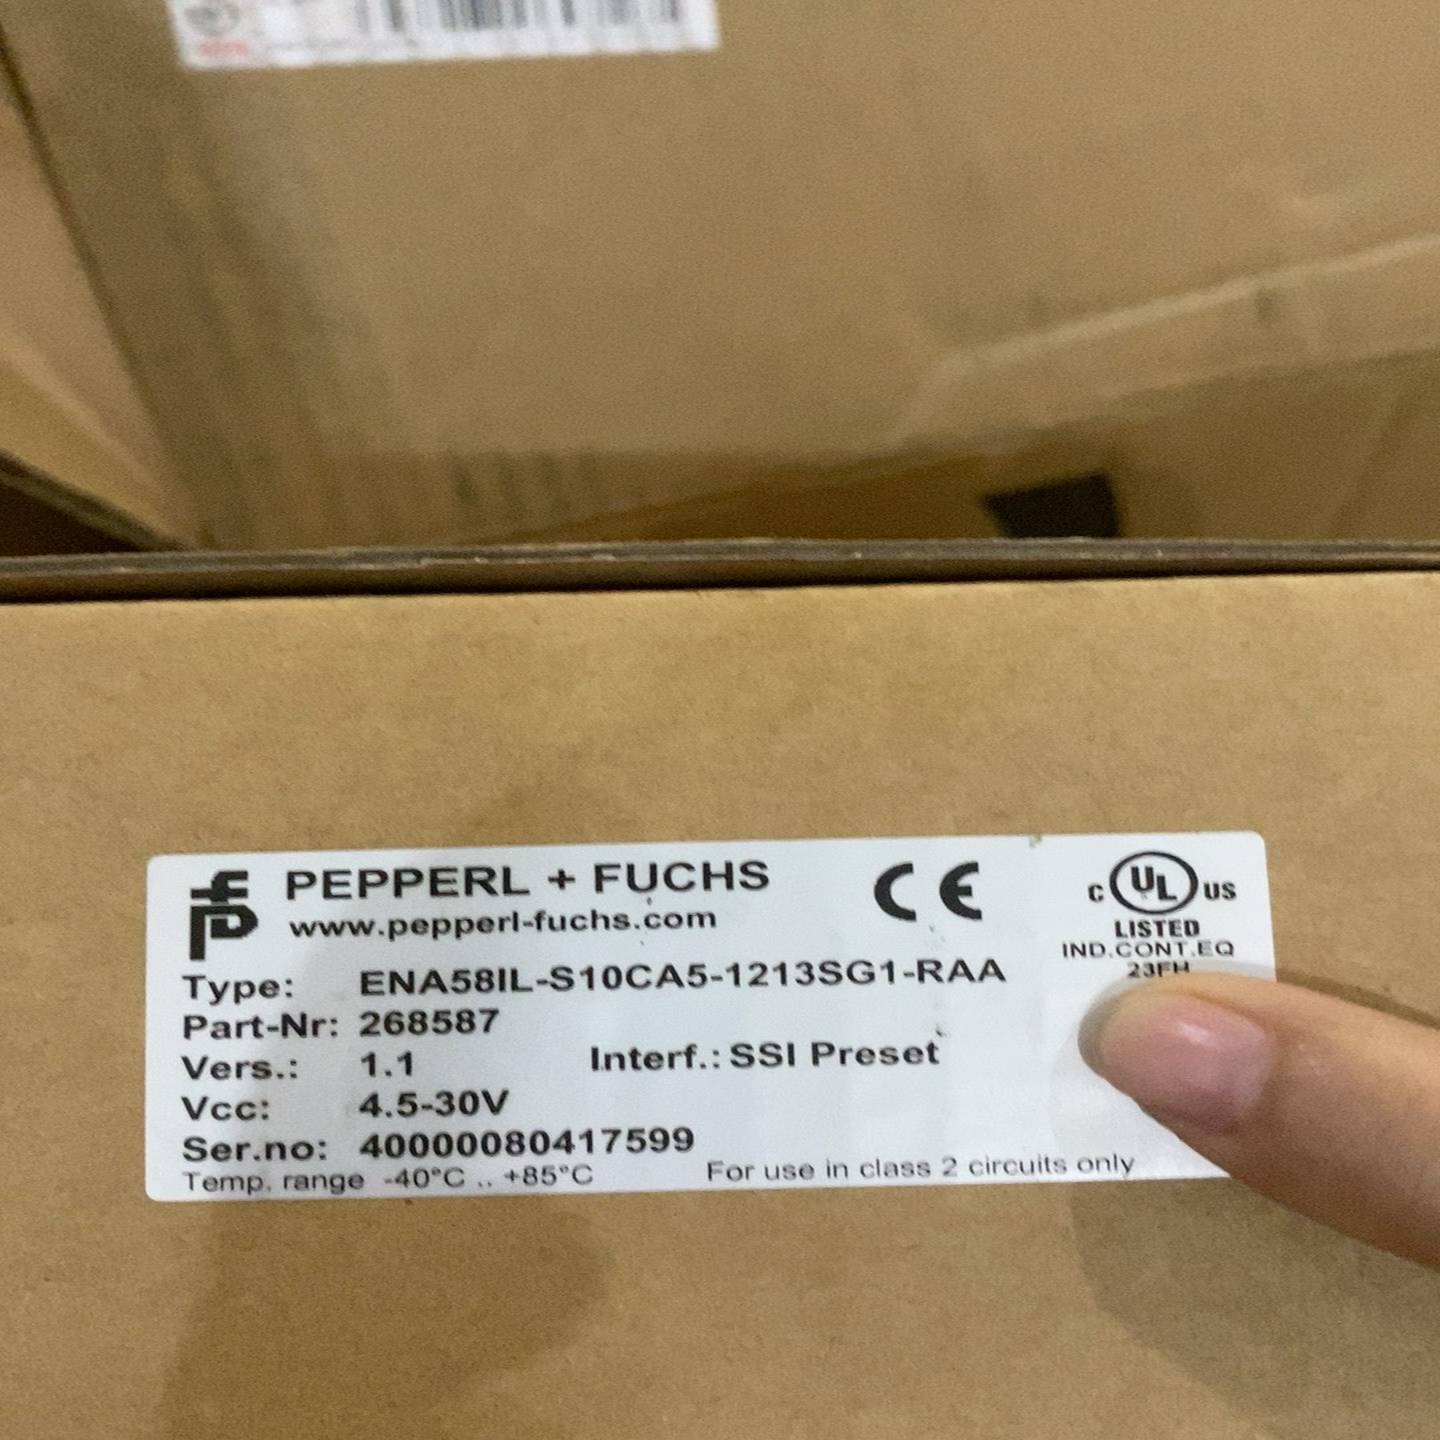 PEPPERL + FUCHS
www.pepperl-fuchs.com
CE
c UL US
LISTED
IND.CONT.EQ
23FH
Type: ENA58IL-S10CA5-1213SG1-RAA
Part-Nr: 268587
Vers.: 1.1 Interf.: SSI Preset
Vcc: 4.5-30V
Ser.no: 40000080417599
Temp. range -40°C .. +85°C For use in class 2 circuits only